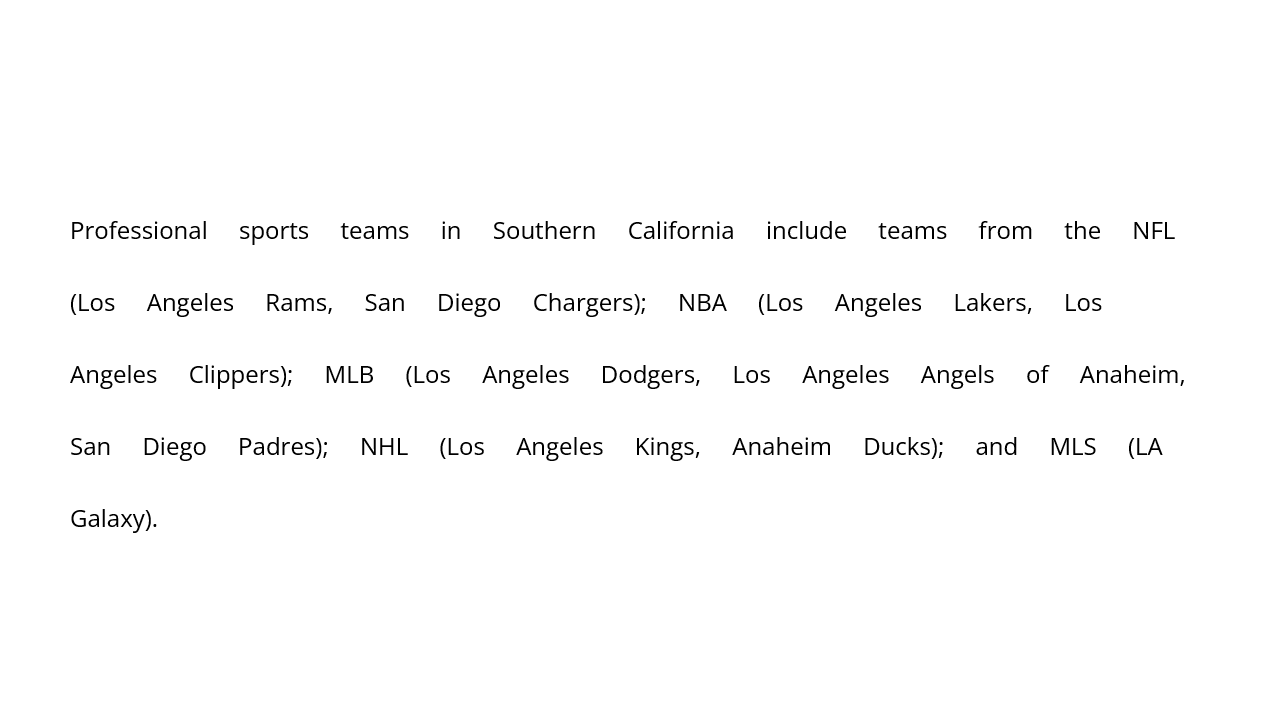 Professional sports teams in Southern California include teams from the NFL
(Los Angeles Rams, San Diego Chargers); NBA (Los Angeles Lakers, Los
Angeles Clippers); MLB (Los Angeles Dodgers, Los Angeles Angels of Anaheim,
San Diego Padres); NHL (Los Angeles Kings, Anaheim Ducks); and MLS (LA
Galaxy).